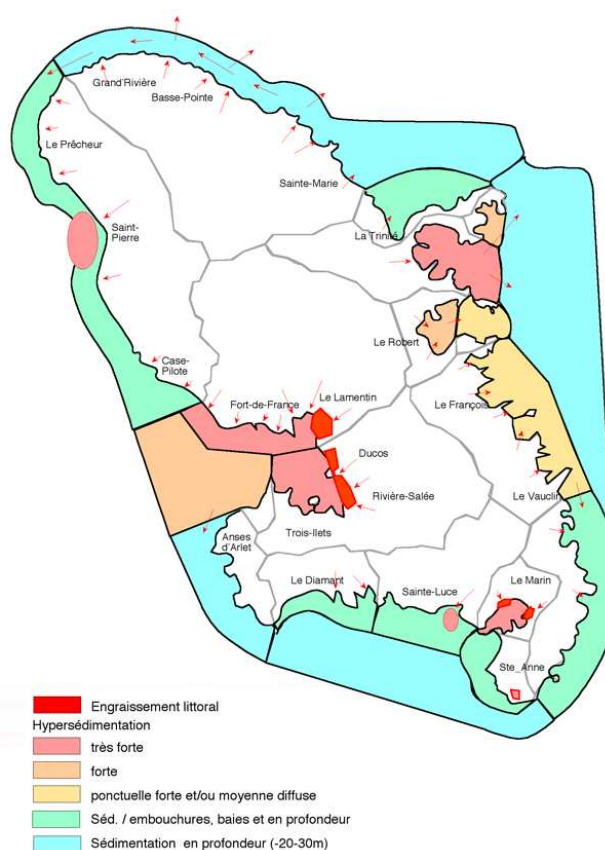 Grand'Rivière
Basse-Pointe
Le Prêcheur
Sainte-Marie
Saint-
Pierre
La Trinité
Le Robert
Case-
Pilote
Fort-de-France
Le Lamentin
Le François
Ducos
Rivière-Salée
Le Vauclin
Anses
d'Arlet
Trois-Ilets
Le Diamant
Sainte-Luce
Le Marin
Ste_Anne
Engraissement littoral
Hypersédimentation
très forte
forte
ponctuelle forte et/ou moyenne diffuse
Séd. / embouchures, baies et en profondeur
Sédimentation en profondeur (-20-30m)